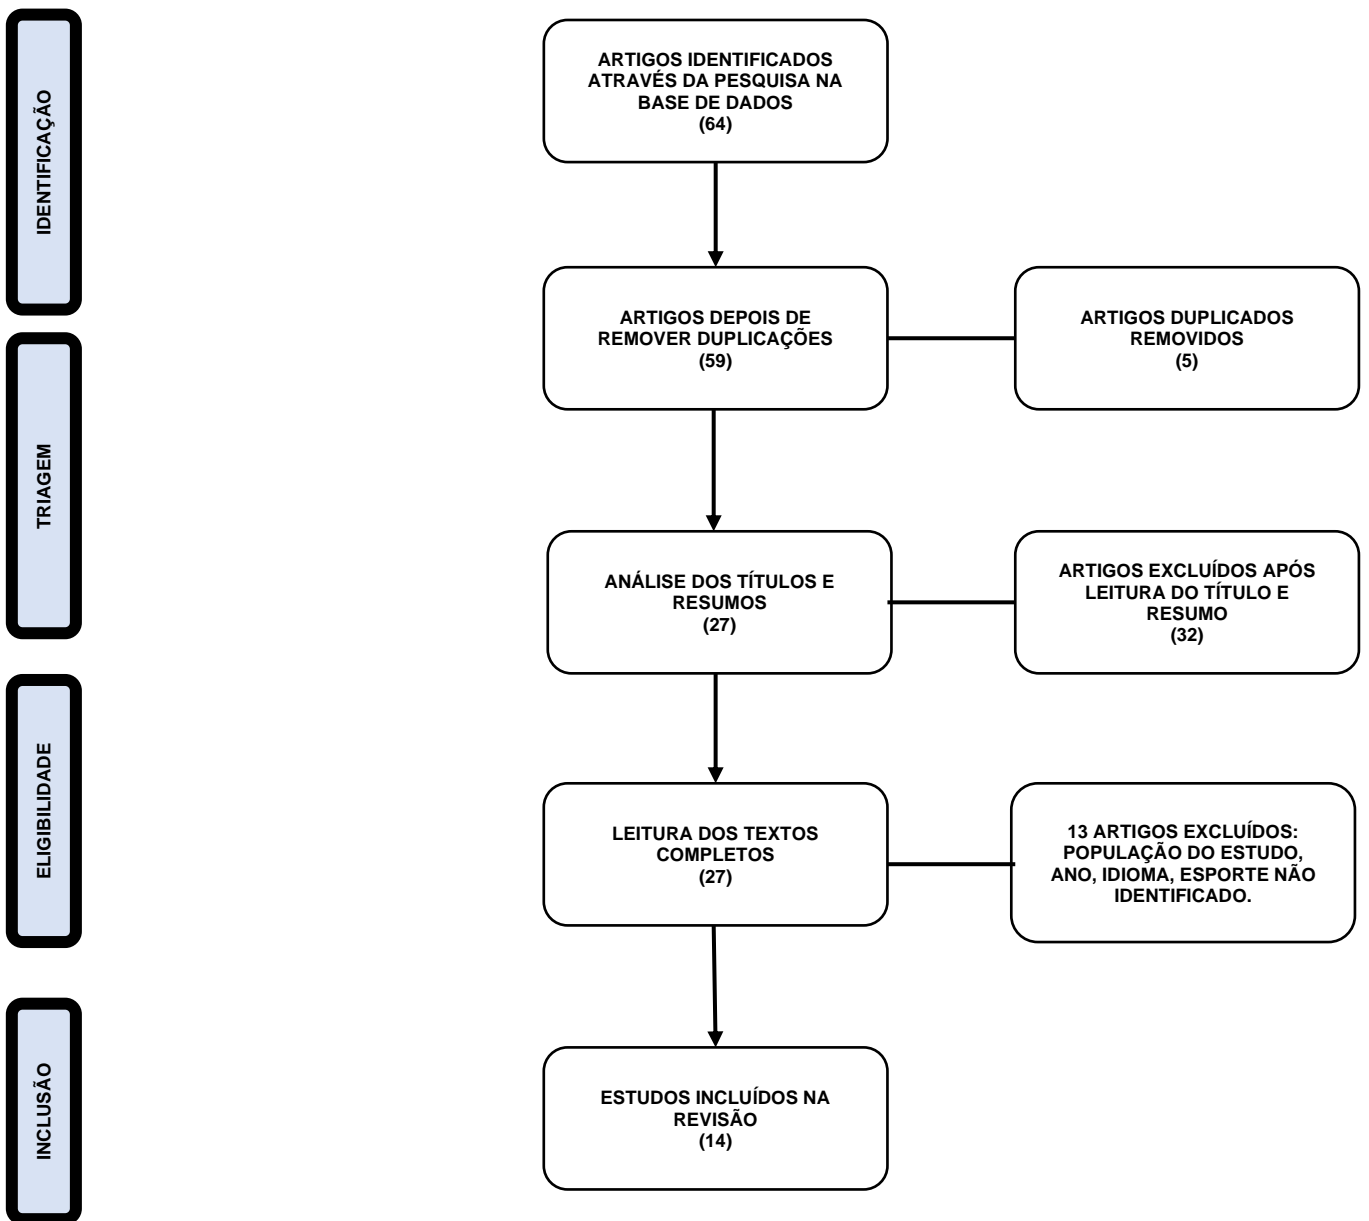 IDENTIFICAÇÃO
ARTIGOS IDENTIFICADOS
ATRAVÉS DA PESQUISA NA
BASE DE DADOS
(64)
ARTIGOS DEPOIS DE
REMOVER DUPLICAÇÕES
(59)
ARTIGOS DUPLICADOS
REMOVIDOS
(5)
TRIAGEM
ANÁLISE DOS TÍTULOS E
RESUMOS
(27)
ARTIGOS EXCLUÍDOS APÓS
LEITURA DO TÍTULO E
RESUMO
(32)
ELIGIBILIDADE
LEITURA DOS TEXTOS
COMPLETOS
(27)
13 ARTIGOS EXCLUÍDOS:
POPULAÇÃO DO ESTUDO,
ANO, IDIOMA, ESPORTE NÃO
IDENTIFICADO.
INCLUSÃO
ESTUDOS INCLUÍDOS NA
REVISÃO
(14)